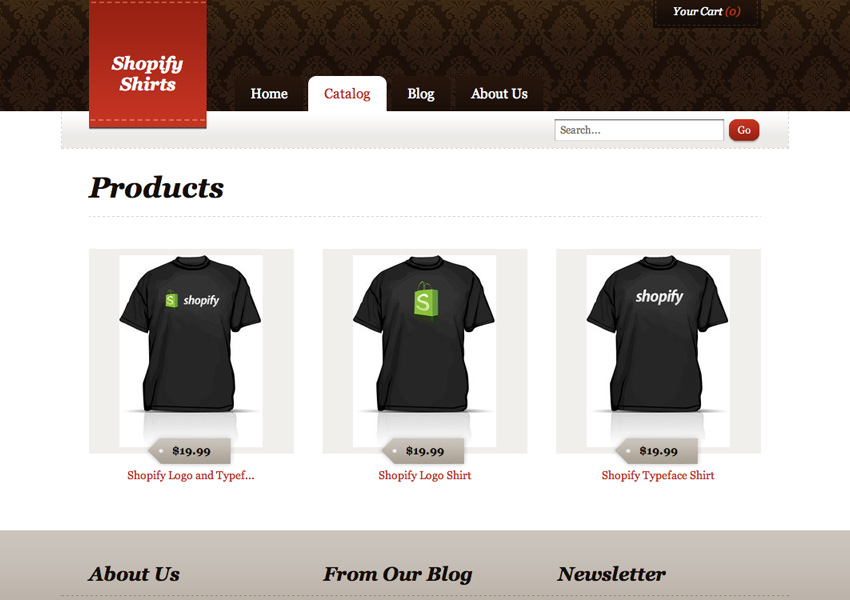 Your Cart (0)
Shopify
Shirts
Home
Catalog
Blog
About Us
Search...
Go
Products
S shopify
S
shopify
$19.99
$19.99
$19.99
Shopify Logo and Typef...
Shopify Logo Shirt
Shopify Typeface Shirt
About Us
From Our Blog
Newsletter